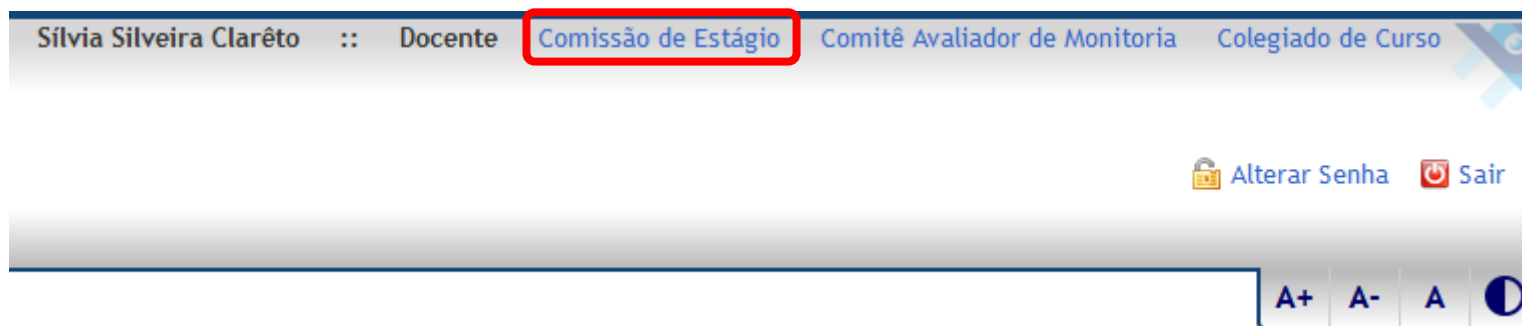 Sílvia Silveira Clarêto :: Docente Comissão de Estágio Comitê Avaliador de Monitoria Colegiado de Curso
Alterar Senha Sair
A+ A- A